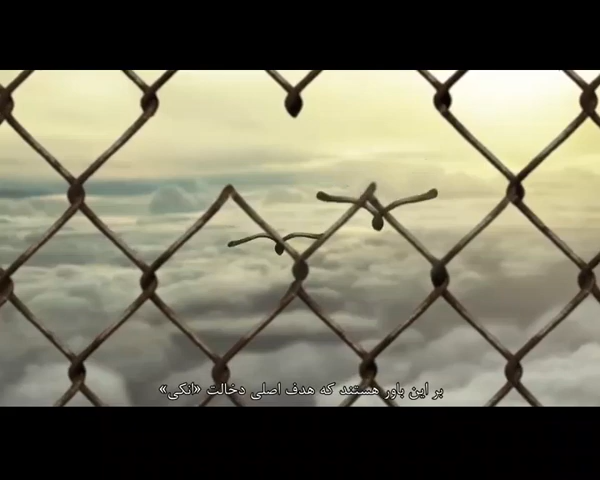 بر این باور هستند که هدف اصلی دخالت «انکی»